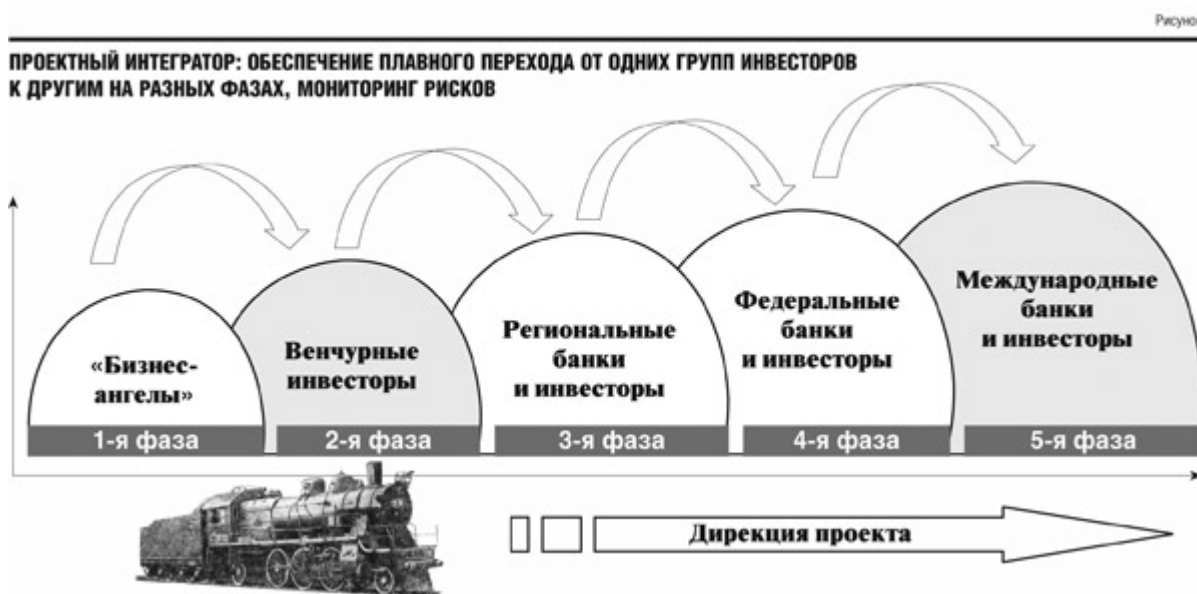 Рисунок
ПРОЕКТНЫЙ ИНТЕГРАТОР: ОБЕСПЕЧЕНИЕ ПЛАВНОГО ПЕРЕХОДА ОТ ОДНИХ ГРУПП ИНВЕСТОРОВ
К ДРУГИМ НА РАЗНЫХ ФАЗАХ, МОНИТОРИНГ РИСКОВ
«Бизнес-
ангелы»
1-я фаза
Венчурные
инвесторы
2-я фаза
Региональные
банки
и инвесторы
3-я фаза
Федеральные
банки
и инвесторы
4-я фаза
Международные
банки
и инвесторы
5-я фаза
Дирекция проекта